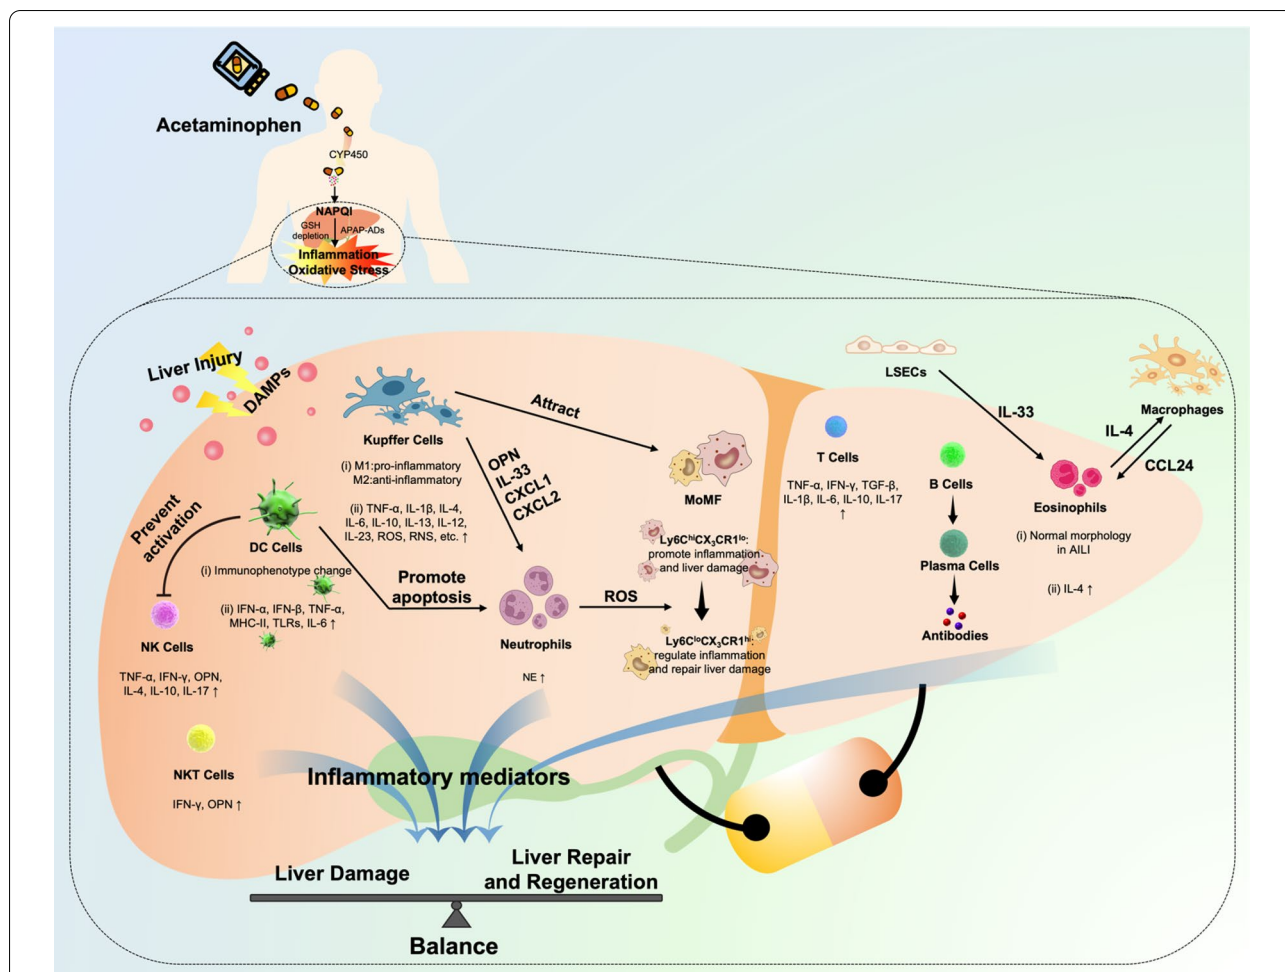 Acetaminophen
CYP450
NAPQI
GSH
depletion
APAP-ADs
Inflammation
Oxidative Stress
Liver Injury
DAMPs
Kupffer Cells
(i) M1:pro-inflammatory
M2:anti-inflammatory
(ii) TNF-α, IL-1β, IL-4,
IL-6, IL-10, IL-13, IL-12,
IL-23, ROS, RNS, etc. ↑
Attract
OPN
IL-33
CXCL1
CXCL2
MoMF
Ly6ChiCX3CR1lo:
promote inflammation
and liver damage
Ly6CloCX3CR1hi:
regulate inflammation
and repair liver damage
Prevent
activation
DC Cells
(i) Immunophenotype change
(ii) IFN-α, IFN-β, TNF-α,
MHC-II, TLRs, IL-6 ↑
Promote
apoptosis
Neutrophils
NE ↑
ROS
NK Cells
TNF-α, IFN-γ, OPN,
IL-4, IL-10, IL-17 ↑
NKT Cells
IFN-γ, OPN ↑
T Cells
TNF-α, IFN-γ, TGF-β,
IL-1β, IL-6, IL-10, IL-17
↑
B Cells
Plasma Cells
Antibodies
LSECs
IL-33
Macrophages
IL-4
CCL24
Eosinophils
(i) Normal morphology
in AILI
(ii) IL-4 ↑
Inflammatory mediators
Liver Damage
Liver Repair
and Regeneration
Balance